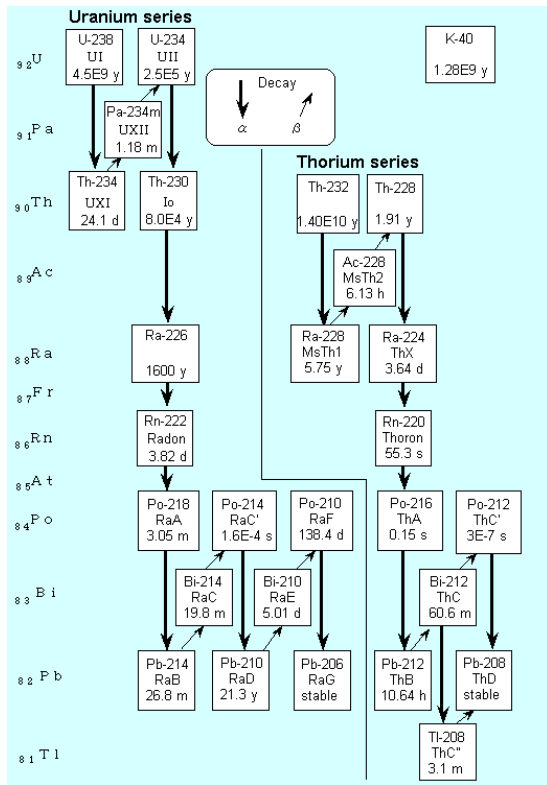 Uranium series
92U
U-238
UI
4.5E9 y
U-234
UII
2.5E5 y
K-40
1.28E9 y
Decay
α
β
91Pa
Pa-234m
UXII
1.18 m
Thorium series
90Th
Th-234
UXI
24.1 d
Th-230
Io
8.0E4 y
Th-232
1.40E10 y
Th-228
1.91 y
89Ac
Ac-228
MsTh2
6.13 h
88Ra
Ra-226
1600 y
Ra-228
MsTh1
5.75 y
Ra-224
ThX
3.64 d
87Fr
86Rn
Rn-222
Radon
3.82 d
Rn-220
Thoron
55.3 s
85At
84Po
Po-218
RaA
3.05 m
Po-214
RaC'
1.6E-4 s
Po-210
RaF
138.4 d
Po-216
ThA
0.15 s
Po-212
ThC'
3E-7 s
83Bi
Bi-214
RaC
19.8 m
Bi-210
RaE
5.01 d
Bi-212
ThC
60.6 m
82Pb
Pb-214
RaB
26.8 m
Pb-210
RaD
21.3 y
Pb-206
RaG
stable
Pb-212
ThB
10.64 h
Pb-208
ThD
stable
81Tl
Tl-208
ThC"
3.1 m